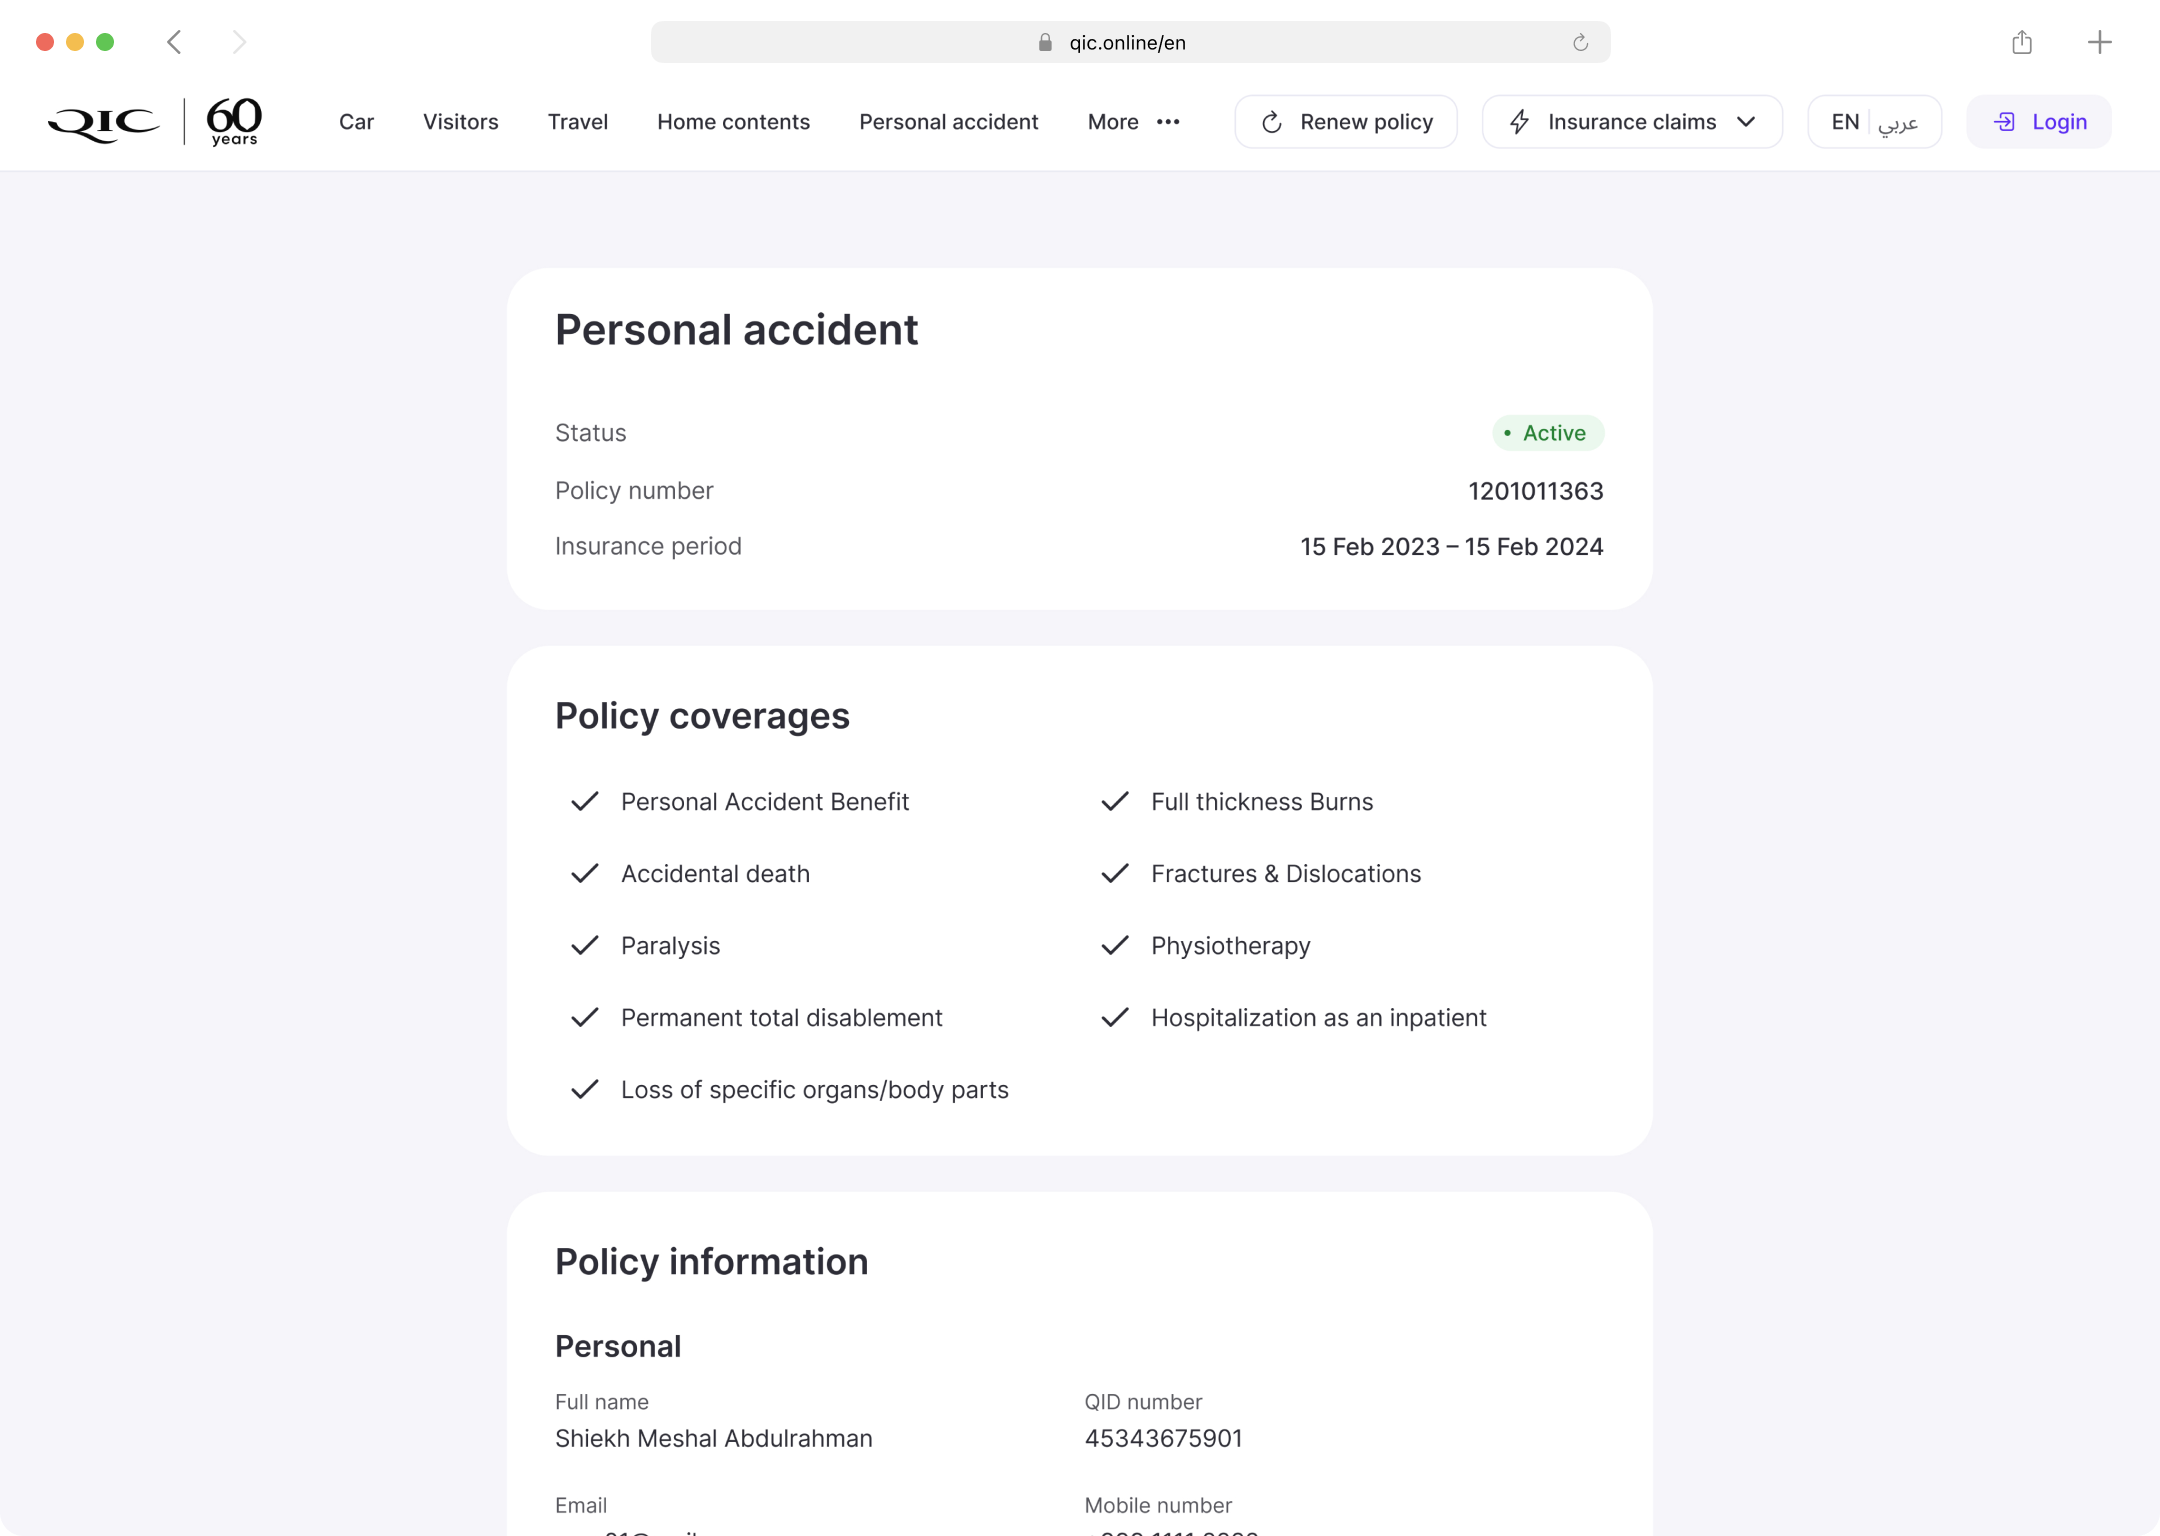 qic.online/en
QIC 60 years
Car Visitors Travel Home contents Personal accident More Renew policy Insurance claims EN عربي Login
Personal accident
Status Active
Policy number 1201011363
Insurance period 15 Feb 2023 – 15 Feb 2024
Policy coverages
Personal Accident Benefit
Full thickness Burns
Accidental death
Fractures & Dislocations
Paralysis
Physiotherapy
Permanent total disablement
Hospitalization as an inpatient
Loss of specific organs/body parts
Policy information
Personal
Full name
QID number
Shiekh Meshal Abdulrahman
45343675901
Email
Mobile number